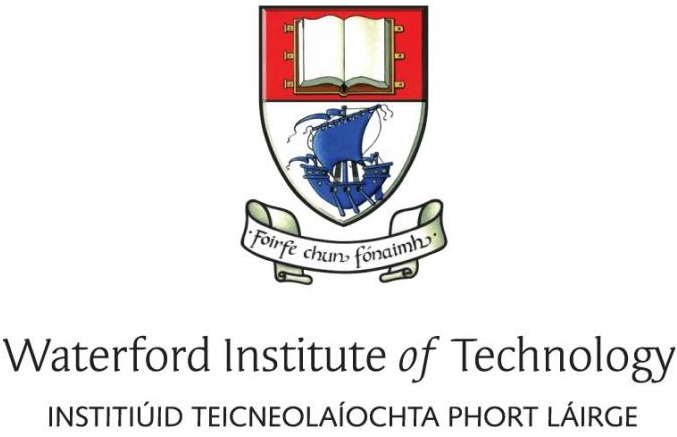 ·Foirfe chun fónaimh·
Waterford Institute of Technology
INSTITIÚID TEICNEOLAÍOCHTA PHORT LÁIRGE